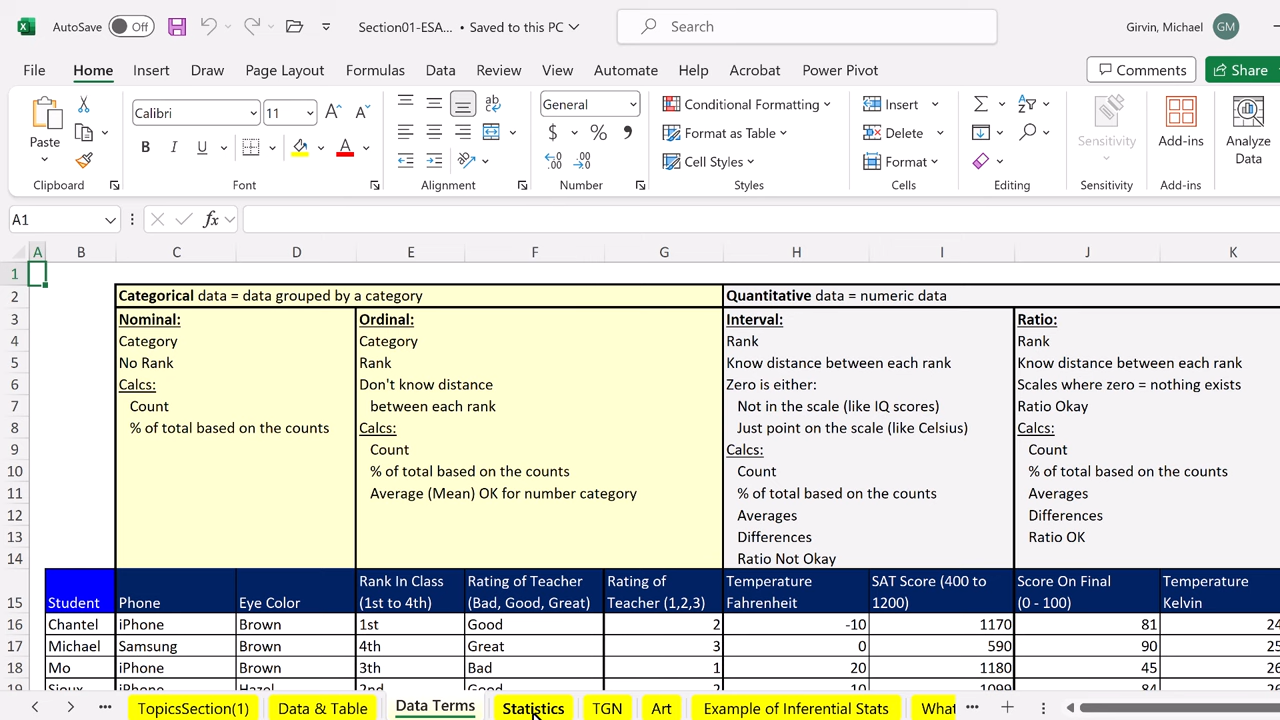 AutoSave Off Section01-ESA... • Saved to this PC Search Girvin, Michael GM
File Home Insert Draw Page Layout Formulas Data Review View Automate Help Acrobat Power Pivot Comments Share
Paste Calibri 11 General Conditional Formatting Insert Sensitivity Add-ins Analyze Data
B I U $ % Format as Table Delete
Cell Styles Format
Clipboard Font Alignment Number Styles Cells Editing Sensitivity Add-ins
A1 fx
A B C D E F G H I J K
1
2 Categorical data = data grouped by a category Quantitative data = numeric data
3 Nominal: Ordinal: Interval: Ratio:
4 Category Category Rank Rank
5 No Rank Rank Know distance between each rank Know distance between each rank
6 Calcs: Don't know distance Zero is either: Scales where zero = nothing exists
7 Count between each rank Not in the scale (like IQ scores) Ratio Okay
8 % of total based on the counts Calcs: Just point on the scale (like Celsius) Calcs:
9 Count Calcs: Count
10 % of total based on the counts Count % of total based on the counts
11 Average (Mean) OK for number category % of total based on the counts Averages
12 Averages Differences
13 Differences Ratio OK
14 Ratio Not Okay
15 Student Phone Eye Color Rank In Class (1st to 4th) Rating of Teacher (Bad, Good, Great) Rating of Teacher (1,2,3) Temperature Fahrenheit SAT Score (400 to 1200) Score On Final (0 - 100) Temperature Kelvin
16 Chantel iPhone Brown 1st Good 2 -10 1170 81 24
17 Michael Samsung Brown 4th Great 3 0 590 90 25
18 Mo iPhone Brown 3th Bad 1 20 1180 45 26
19 Sioux iPhone Hazel 2nd Good 2 10 1099 84 26
TopicsSection(1) Data & Table Data Terms Statistics TGN Art Example of Inferential Stats What